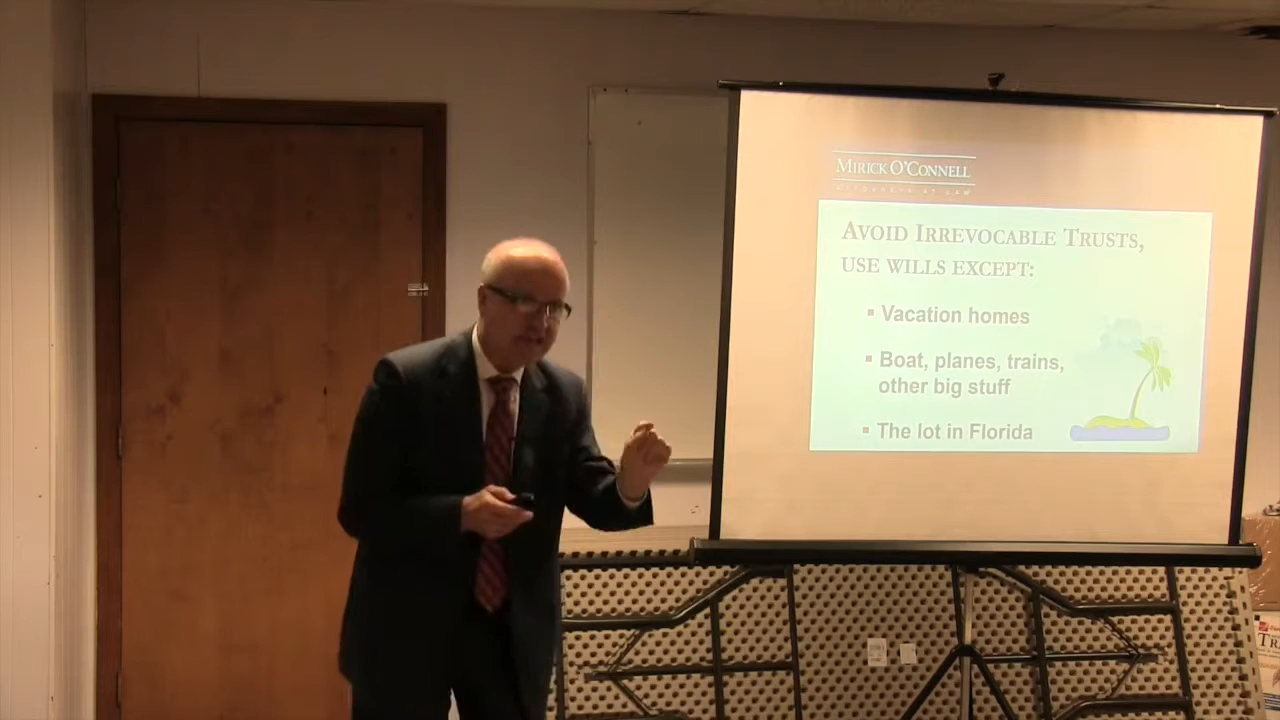 MIRICK O'CONNELL
ATTORNEYS AT LAW
AVOID IRREVOCABLE TRUSTS,
USE WILLS EXCEPT:
▪ Vacation homes
▪ Boat, planes, trains,
other big stuff
▪ The lot in Florida